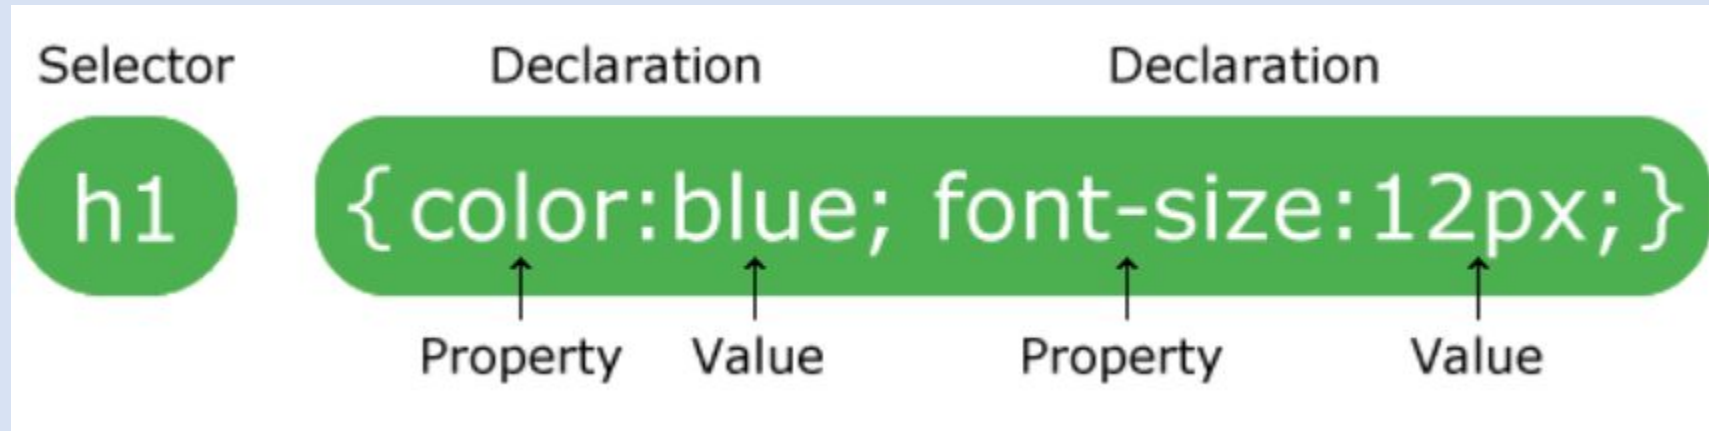 Selector Declaration Declaration
h1 {color:blue; font-size:12px;}
Property Value Property Value